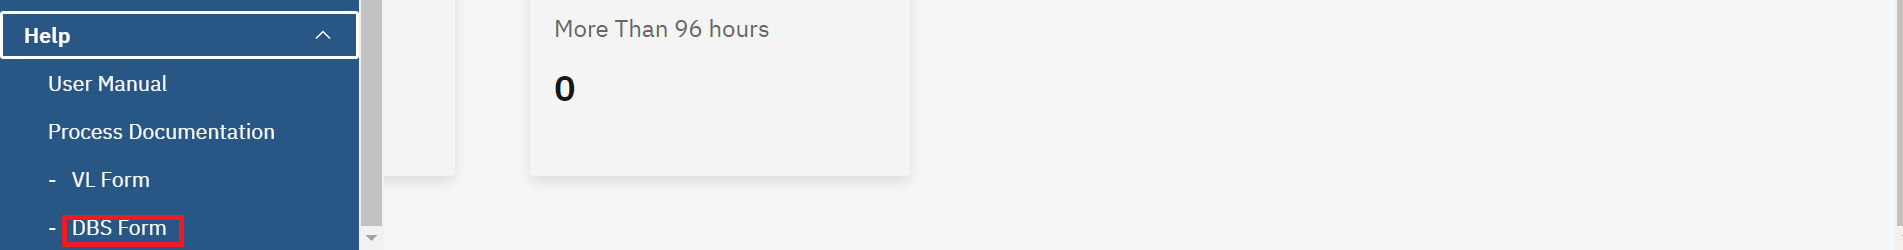 Help
User Manual
Process Documentation
- VL Form
- DBS Form
More Than 96 hours
0